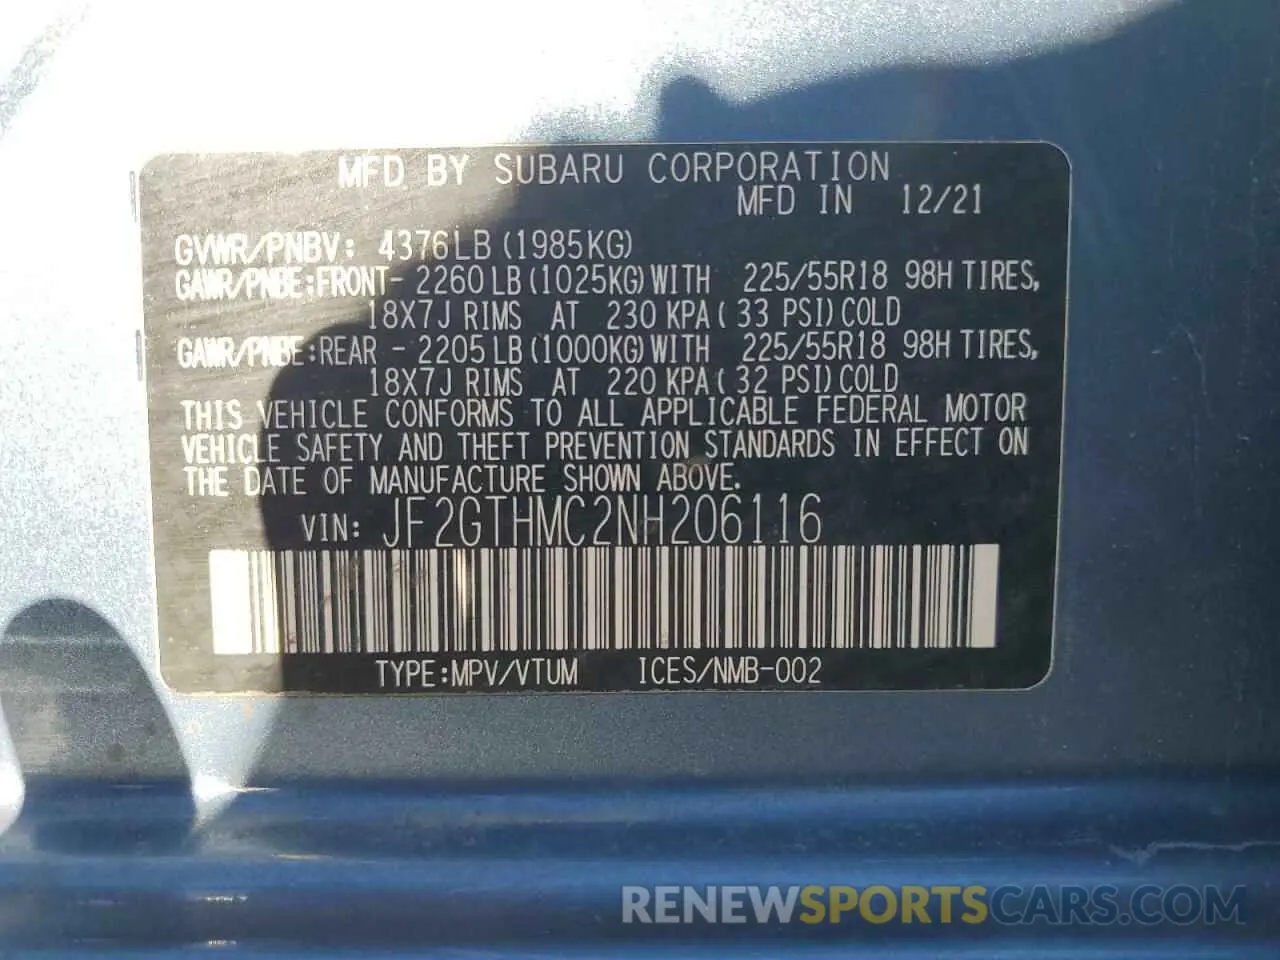 MFD BY SUBARU CORPORATION
MFD IN 12/21
GVWR/PNBV: 4376LB (1985KG)
GAWR/PNBE:FRONT- 2260LB (1025KG) WITH 225/55R18 98H TIRES,
18X7J RIMS AT 230 KPA( 33 PSI) COLD
GAWR/PNBE:REAR - 2205LB (1000KG) WITH 225/55R18 98H TIRES,
18X7J RIMS AT 220 KPA( 32 PSI) COLD
THIS VEHICLE CONFORMS TO ALL APPLICABLE FEDERAL MOTOR
VEHICLE SAFETY AND THEFT PREVENTION STANDARDS IN EFFECT ON
THE DATE OF MANUFACTURE SHOWN ABOVE.
VIN: JF2GTHMC2NH206116
TYPE:MPV/VTUM ICES/NMB-002
RENEWSPORTSCARS.COM